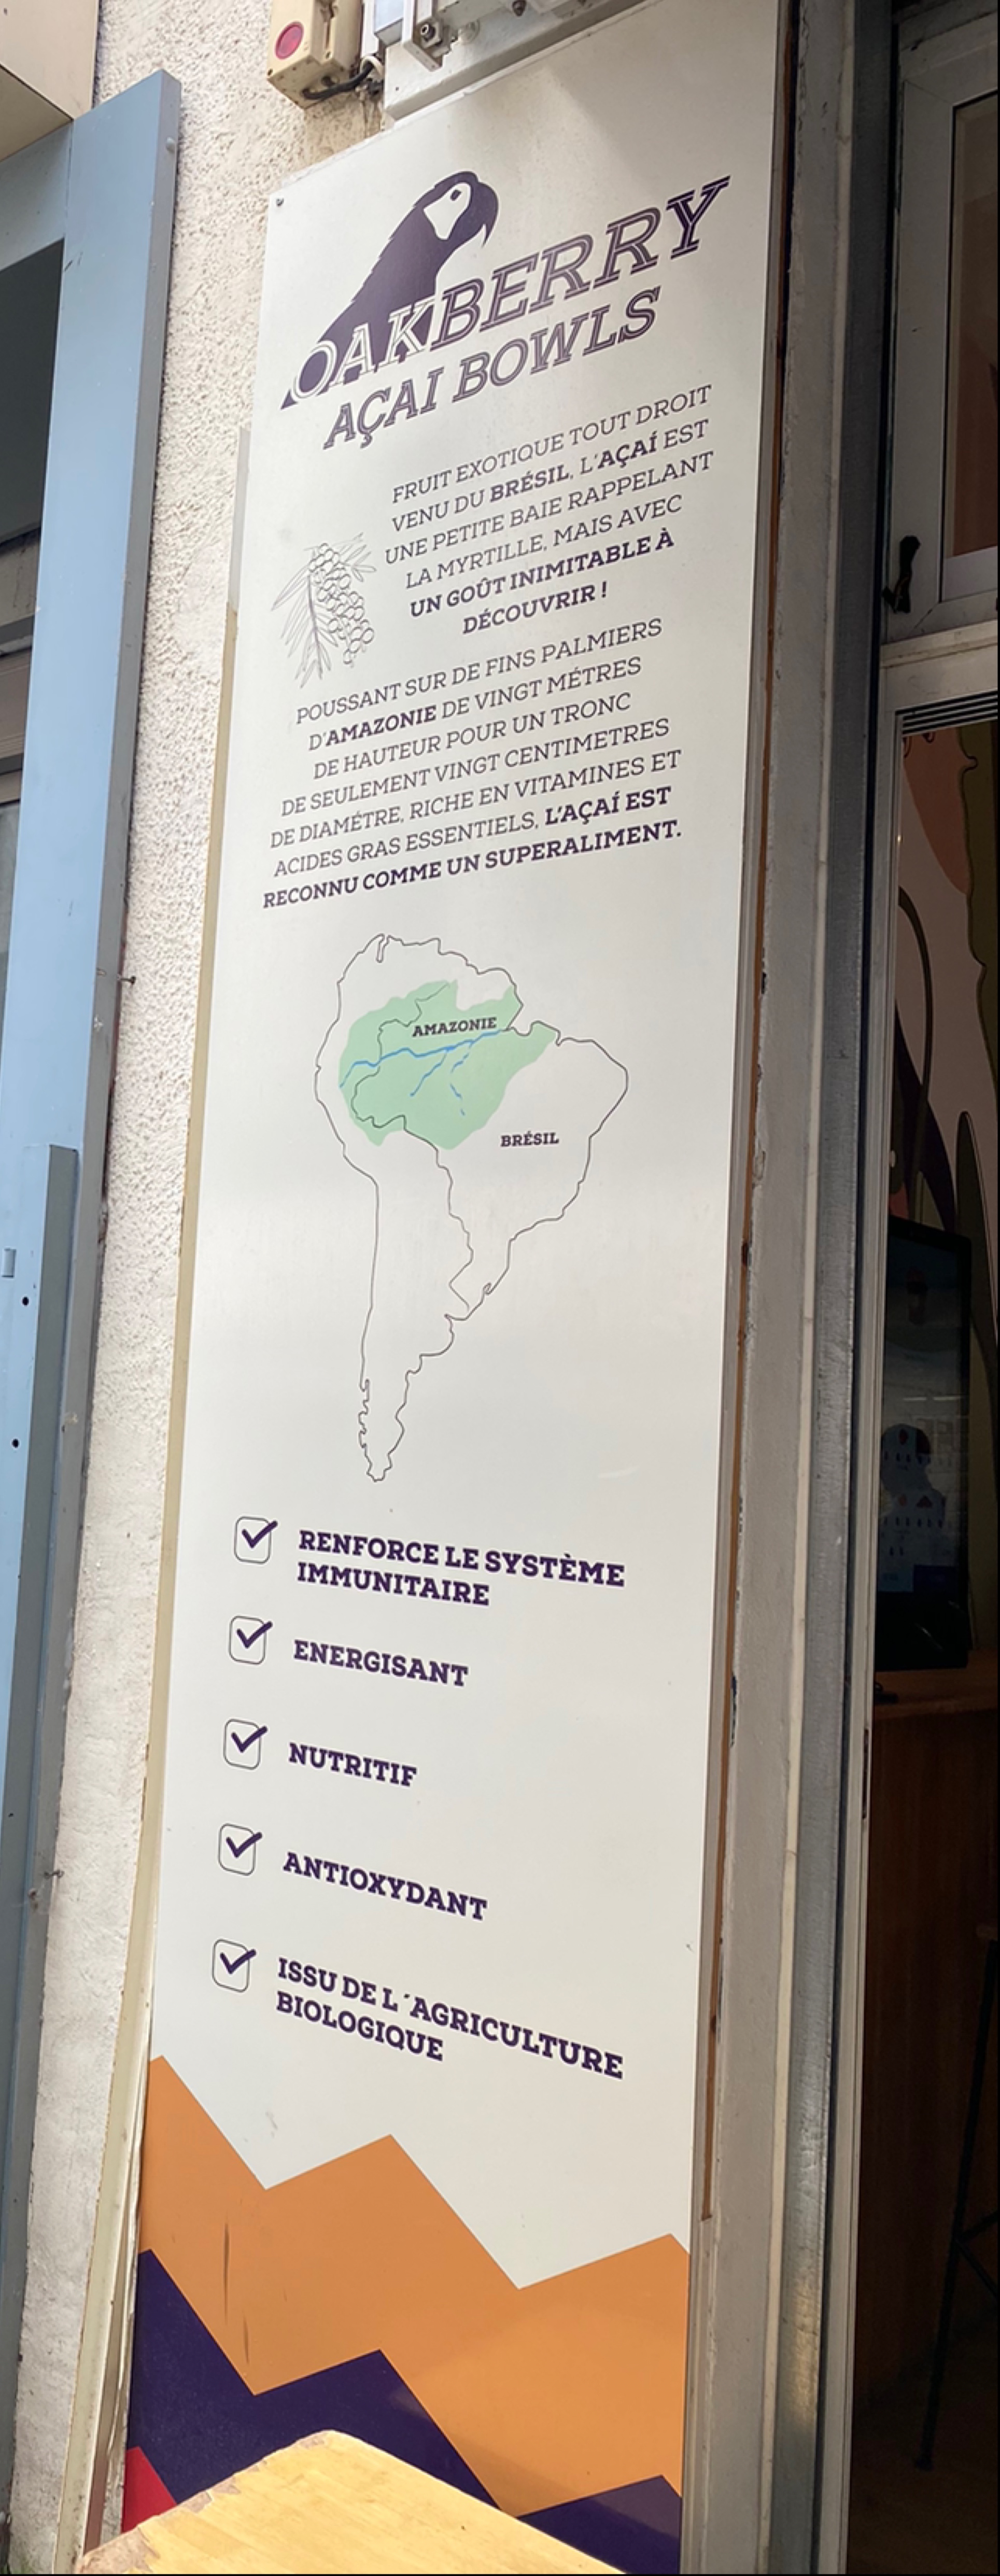 OAKBERRY
AÇAI BOWLS
FRUIT EXOTIQUE TOUT DROIT
VENU DU BRÉSIL, L'AÇAÍ EST
UNE PETITE BAIE RAPPELANT
LA MYRTILLE, MAIS AVEC
UN GOÛT INIMITABLE À
DÉCOUVRIR !
POUSSANT SUR DE FINS PALMIERS
D'AMAZONIE DE VINGT MÉTRES
DE HAUTEUR POUR UN TRONC
DE SEULEMENT VINGT CENTIMETRES
DE DIAMÉTRE, RICHE EN VITAMINES ET
ACIDES GRAS ESSENTIELS, L'AÇAÍ EST
RECONNU COMME UN SUPERALIMENT.
AMAZONIE
BRÉSIL
RENFORCE LE SYSTÈME
IMMUNITAIRE
ENERGISANT
NUTRITIF
ANTIOXYDANT
ISSU DE L´AGRICULTURE
BIOLOGIQUE